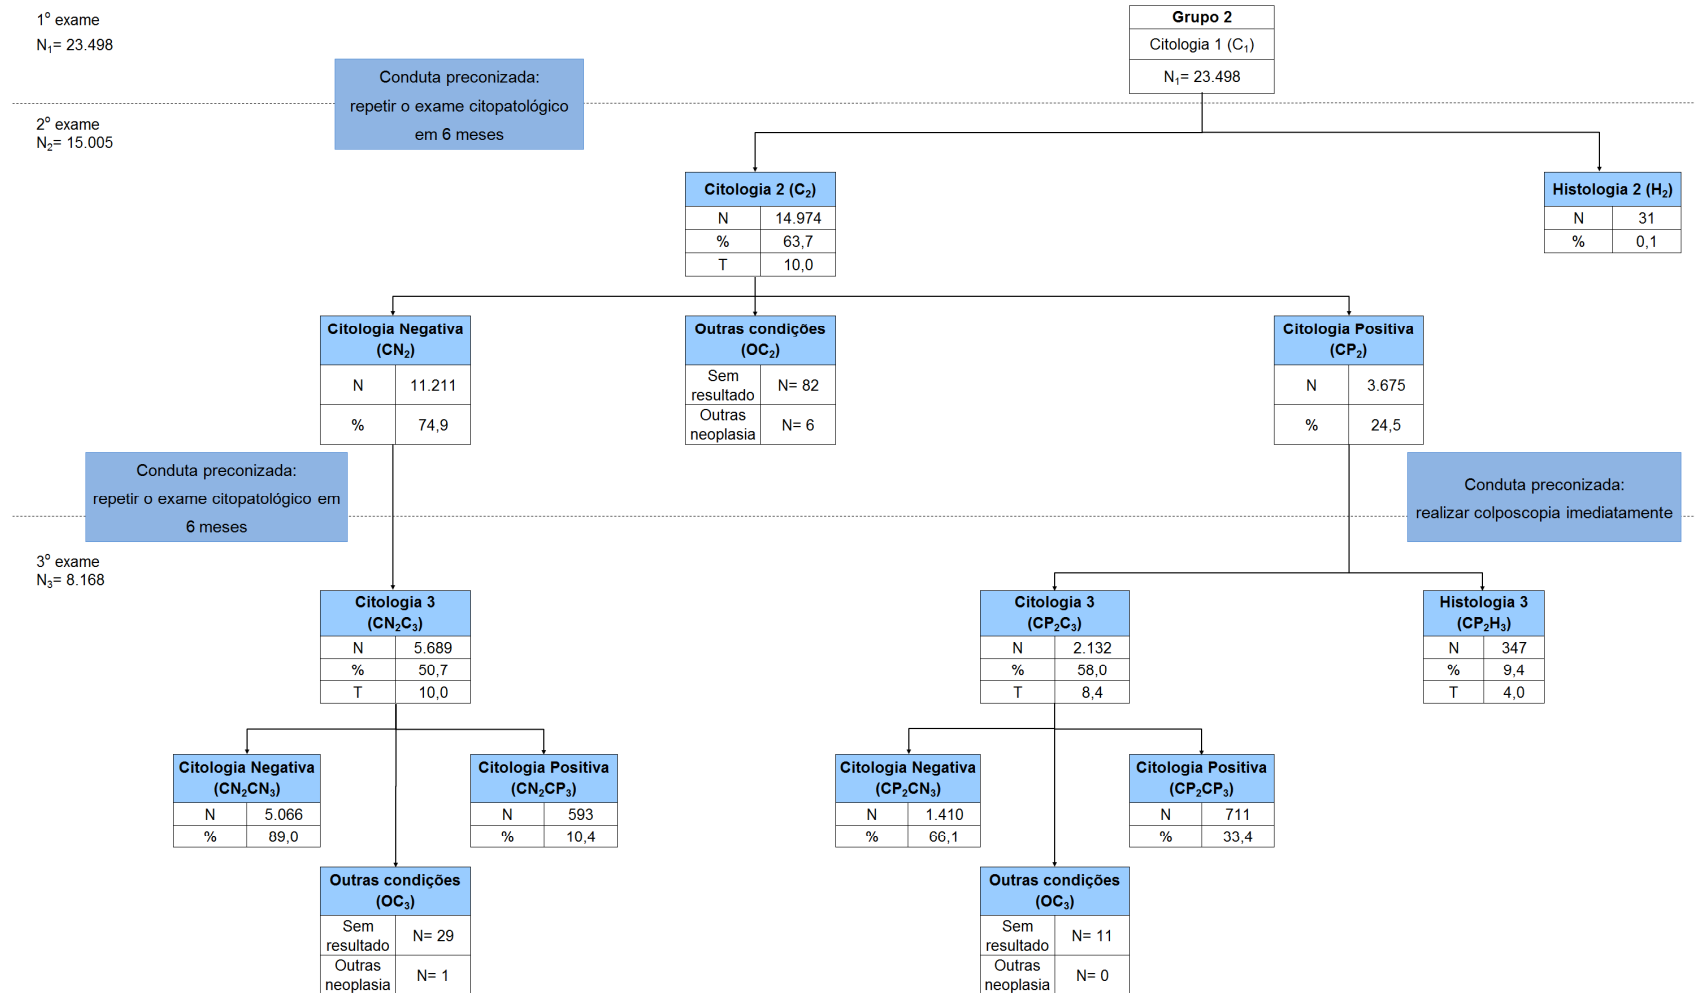 1º exame
N₁= 23.498
Grupo 2
Citologia 1 (C₁)
N₁= 23.498
Conduta preconizada:
repetir o exame citopatológico
em 6 meses
2º exame
N₂= 15.005
Citologia 2 (C₂)
N 14.974
% 63,7
T 10,0
Histologia 2 (H₂)
N 31
% 0,1
Citologia Negativa
(CN₂)
N 11.211
% 74,9
Outras condições
(OC₂)
Sem
resultado N= 82
Outras
neoplasia N= 6
Citologia Positiva
(CP₂)
N 3.675
% 24,5
Conduta preconizada:
repetir o exame citopatológico em
6 meses
Conduta preconizada:
realizar colposcopia imediatamente
3º exame
N₃= 8.168
Citologia 3
(CN₂C₃)
N 5.689
% 50,7
T 10,0
Citologia 3
(CP₂C₃)
N 2.132
% 58,0
T 8,4
Histologia 3
(CP₂H₃)
N 347
% 9,4
T 4,0
Citologia Negativa
(CN₂CN₃)
N 5.066
% 89,0
Citologia Positiva
(CN₂CP₃)
N 593
% 10,4
Citologia Negativa
(CP₂CN₃)
N 1.410
% 66,1
Citologia Positiva
(CP₂CP₃)
N 711
% 33,4
Outras condições
(OC₃)
Sem
resultado N= 29
Outras
neoplasia N= 1
Outras condições
(OC₃)
Sem
resultado N= 11
Outras
neoplasia N= 0